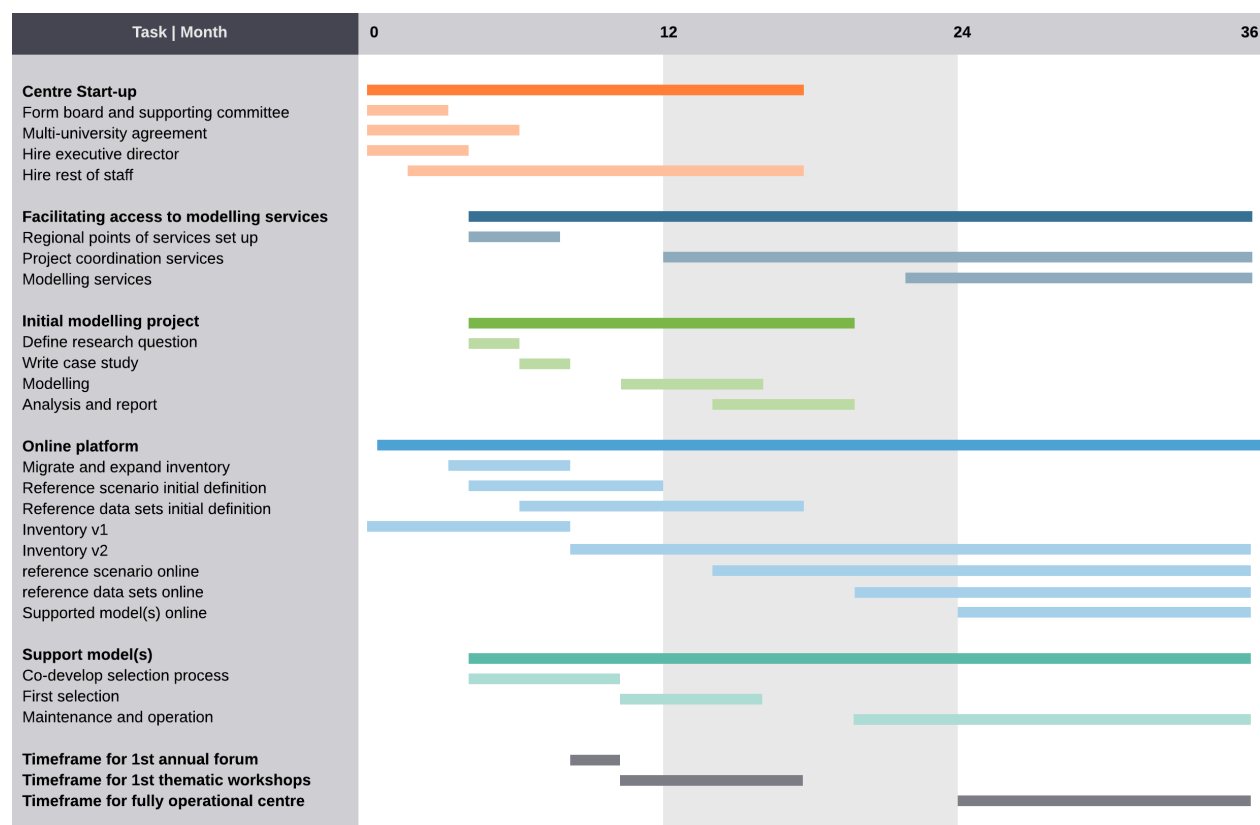 Task | Month 0 12 24 36
Centre Start-up
Form board and supporting committee
Multi-university agreement
Hire executive director
Hire rest of staff
Facilitating access to modelling services
Regional points of services set up
Project coordination services
Modelling services
Initial modelling project
Define research question
Write case study
Modelling
Analysis and report
Online platform
Migrate and expand inventory
Reference scenario initial definition
Reference data sets initial definition
Inventory v1
Inventory v2
reference scenario online
reference data sets online
Supported model(s) online
Support model(s)
Co-develop selection process
First selection
Maintenance and operation
Timeframe for 1st annual forum
Timeframe for 1st thematic workshops
Timeframe for fully operational centre